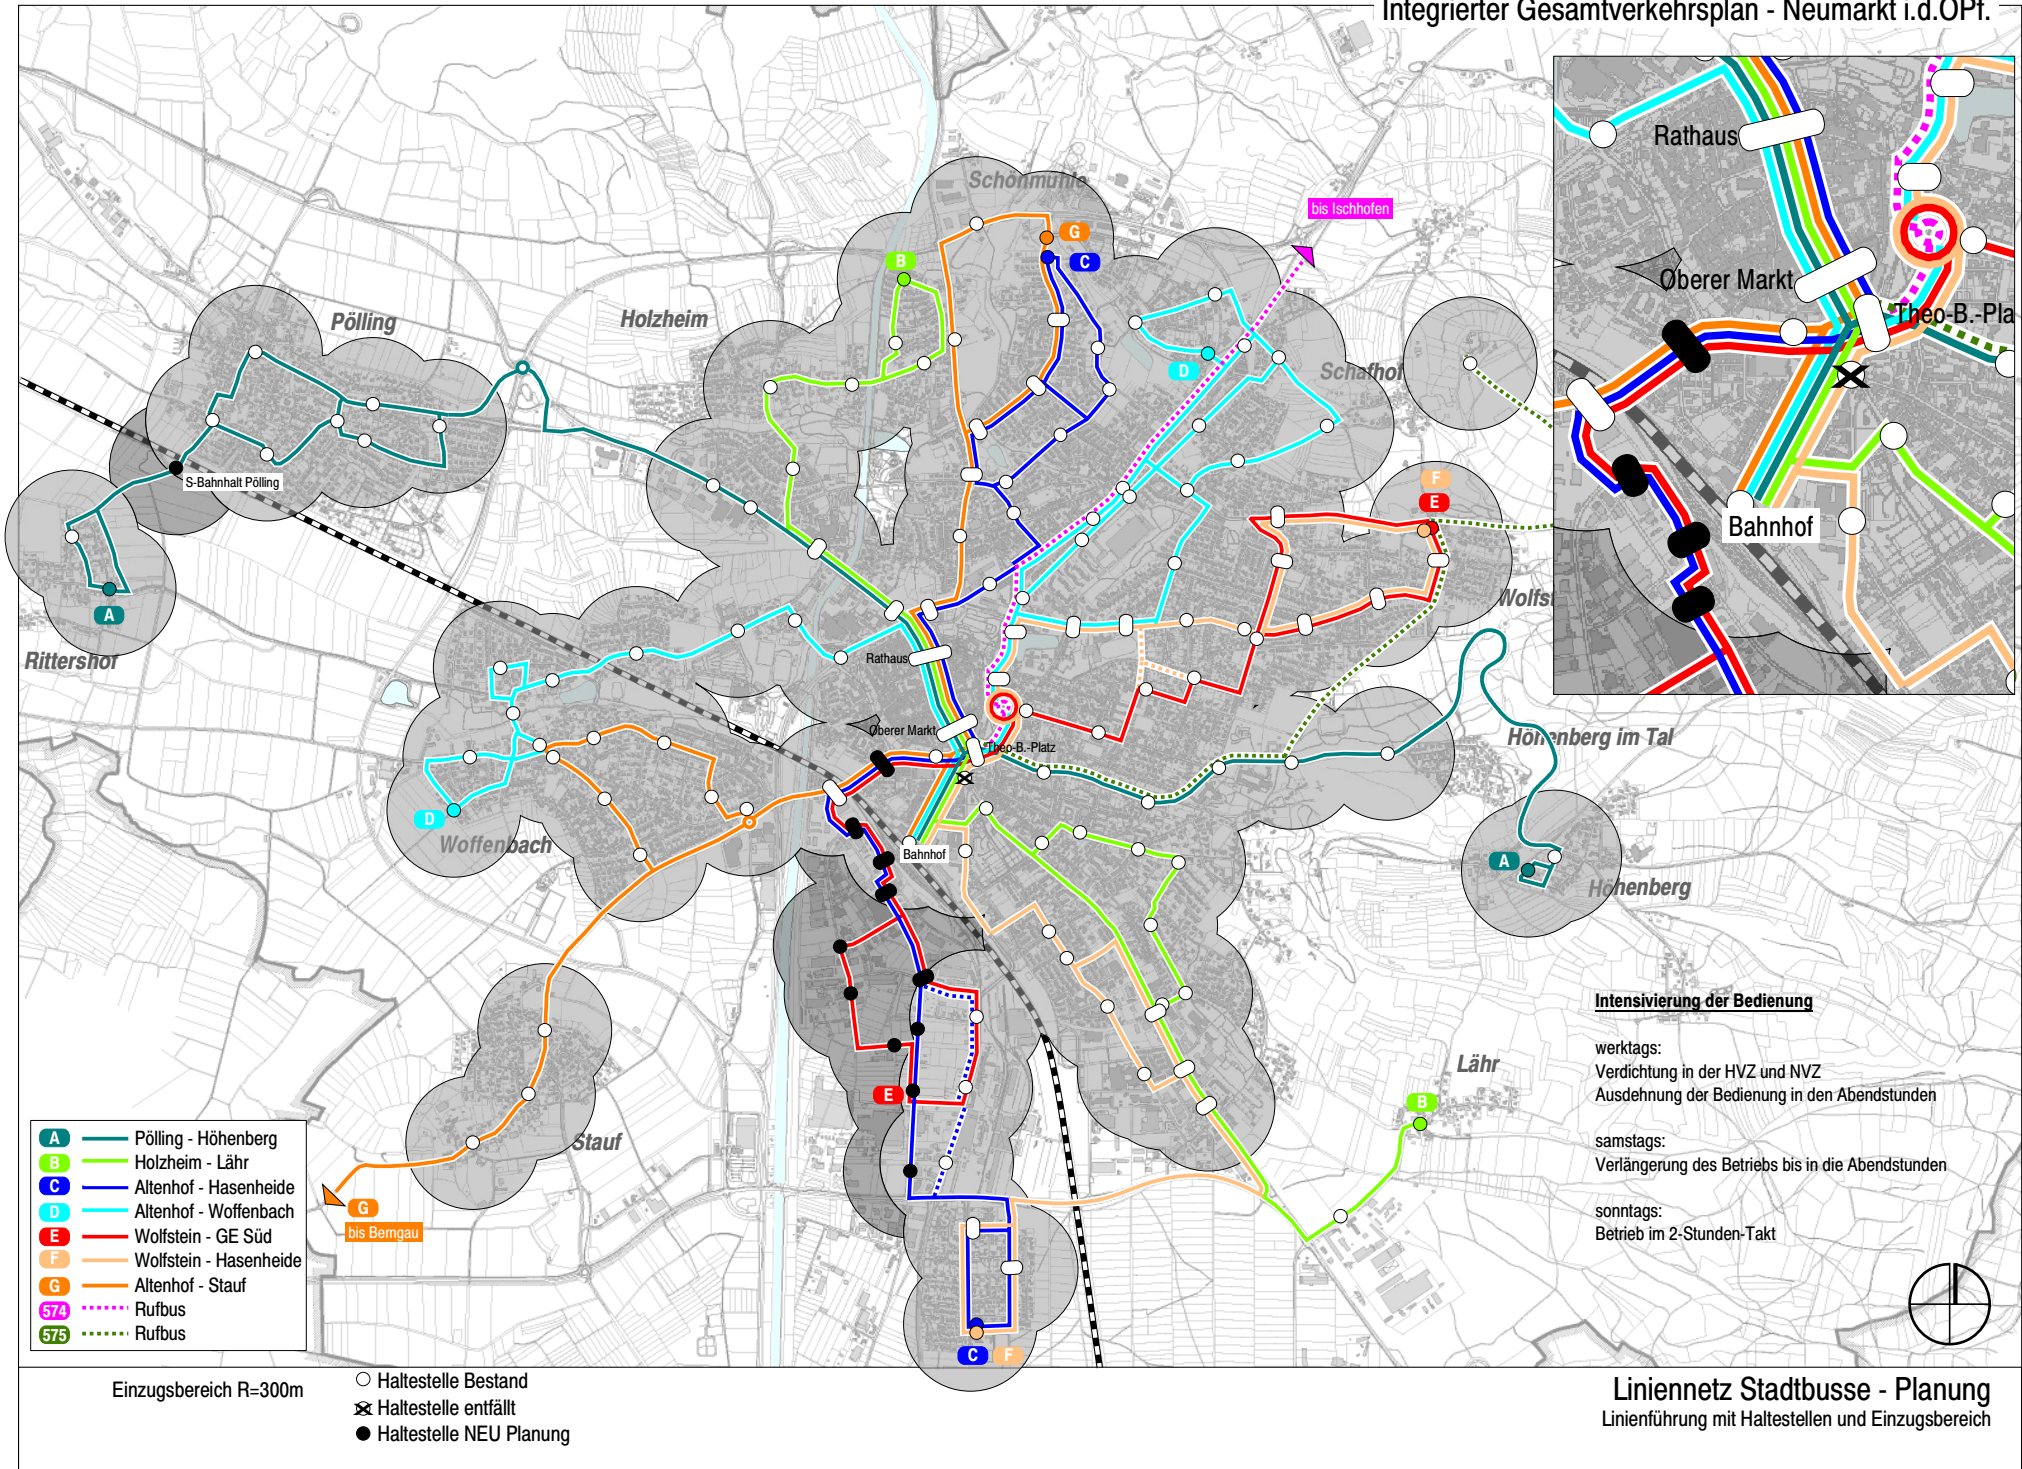 Integrierter Gesamtverkehrsplan - Neumarkt i.d.OPf.
Schönmühle
bis Ischhofen
G
C
B
Pölling
Holzheim
D
Schafhof
S-Bahnhalt Pölling
F
E
A
Rittershof
Wolfst
Rathaus
Oberer Markt
Theo-B.-Platz
Höhenberg im Tal
D
Woffenbach
Bahnhof
A
Höhenberg
Lähr
B
E
Stauf
G
bis Berngau
C
F
Rathaus
Oberer Markt
Theo-B.-Pla
Bahnhof
Intensivierung der Bedienung
werktags:
Verdichtung in der HVZ und NVZ
Ausdehnung der Bedienung in den Abendstunden
samstags:
Verlängerung des Betriebs bis in die Abendstunden
sonntags:
Betrieb im 2-Stunden-Takt
A Pölling - Höhenberg
B Holzheim - Lähr
C Altenhof - Hasenheide
D Altenhof - Woffenbach
E Wolfstein - GE Süd
F Wolfstein - Hasenheide
G Altenhof - Stauf
574 Rufbus
575 Rufbus
Einzugsbereich R=300m
Haltestelle Bestand
Haltestelle entfällt
Haltestelle NEU Planung
Liniennetz Stadtbusse - Planung
Linienführung mit Haltestellen und Einzugsbereich